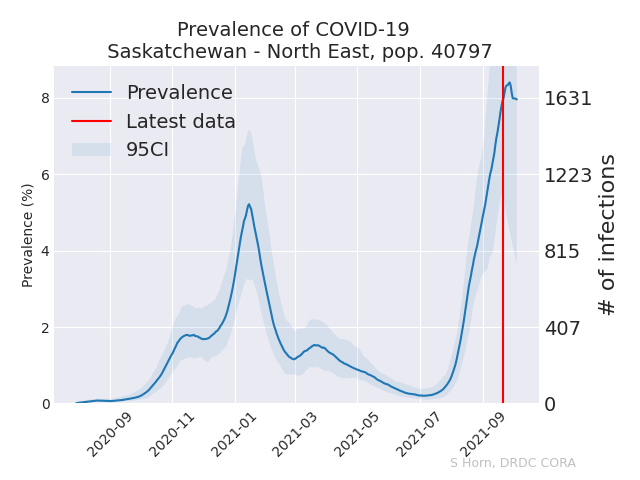 Prevalence of COVID-19
Saskatchewan - North East, pop. 40797
Prevalence
Latest data
95CI
Prevalence (%)
8
6
4
2
0
1631
1223
815
407
0
# of infections
2020-09
2020-11
2021-01
2021-03
2021-05
2021-07
2021-09
S Horn, DRDC CORA